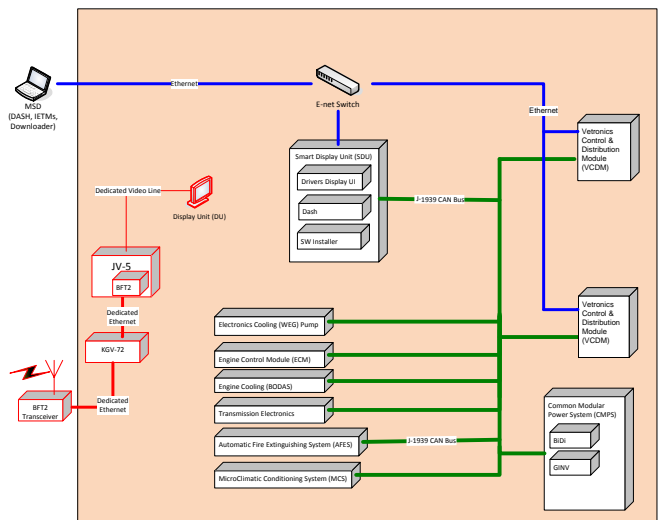 Ethernet
MSD
(DASH, IETMs,
Downloader)
E-net Switch
Ethernet
Vetronics
Control &
Distribution
Module
(VCDM)
Smart Display Unit (SDU)
Drivers Display UI
Dash
SW Installer
J-1939 CAN Bus
Dedicated Video Line
Display Unit (DU)
JV-5
BFT2
Dedicated
Ethernet
KGV-72
Dedicated
Ethernet
BFT2
Transceiver
Vetronics
Control &
Distribution
Module
(VCDM)
Electronics Cooling (WEG) Pump
Engine Control Module (ECM)
Engine Cooling (BODAS)
Transmission Electronics
Automatic Fire Extinguishing System (AFES)
J-1939 CAN Bus
MicroClimatic Conditioning System (MCS)
Common Modular
Power System (CMPS)
BiDi
GINV